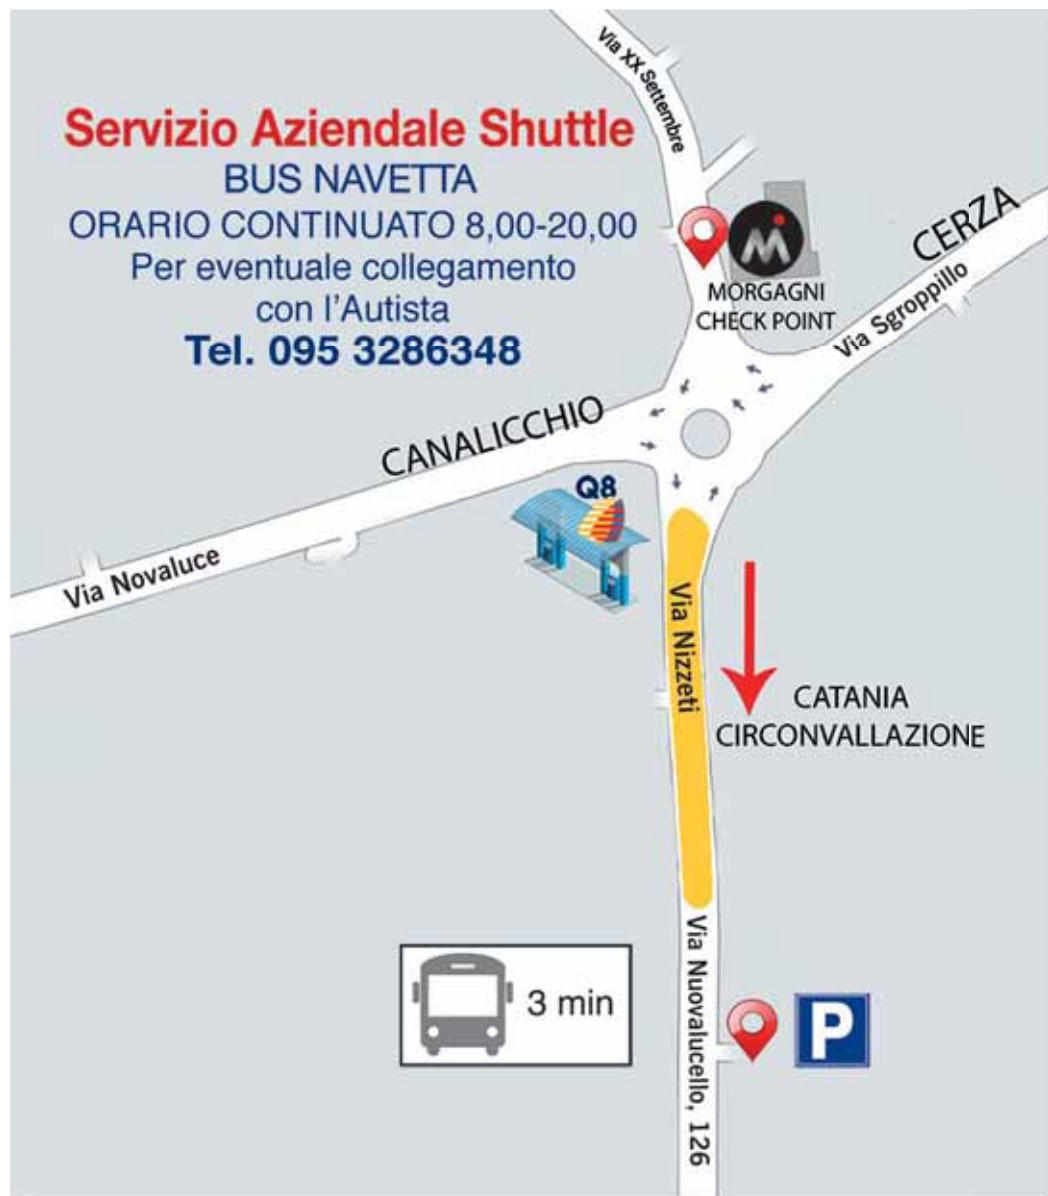 Via XX Settembre
Servizio Aziendale Shuttle
BUS NAVETTA
ORARIO CONTINUATO 8,00-20,00
Per eventuale collegamento
con l'Autista
Tel. 095 3286348
M
MORGAGNI
CHECK POINT
CERZA
Via Sgroppillo
CANALICCHIO
Q8
Via Novaluce
Via Nizzeti
CATANIA
CIRCONVALLAZIONE
3 min
Via Nuovalucello, 126
P